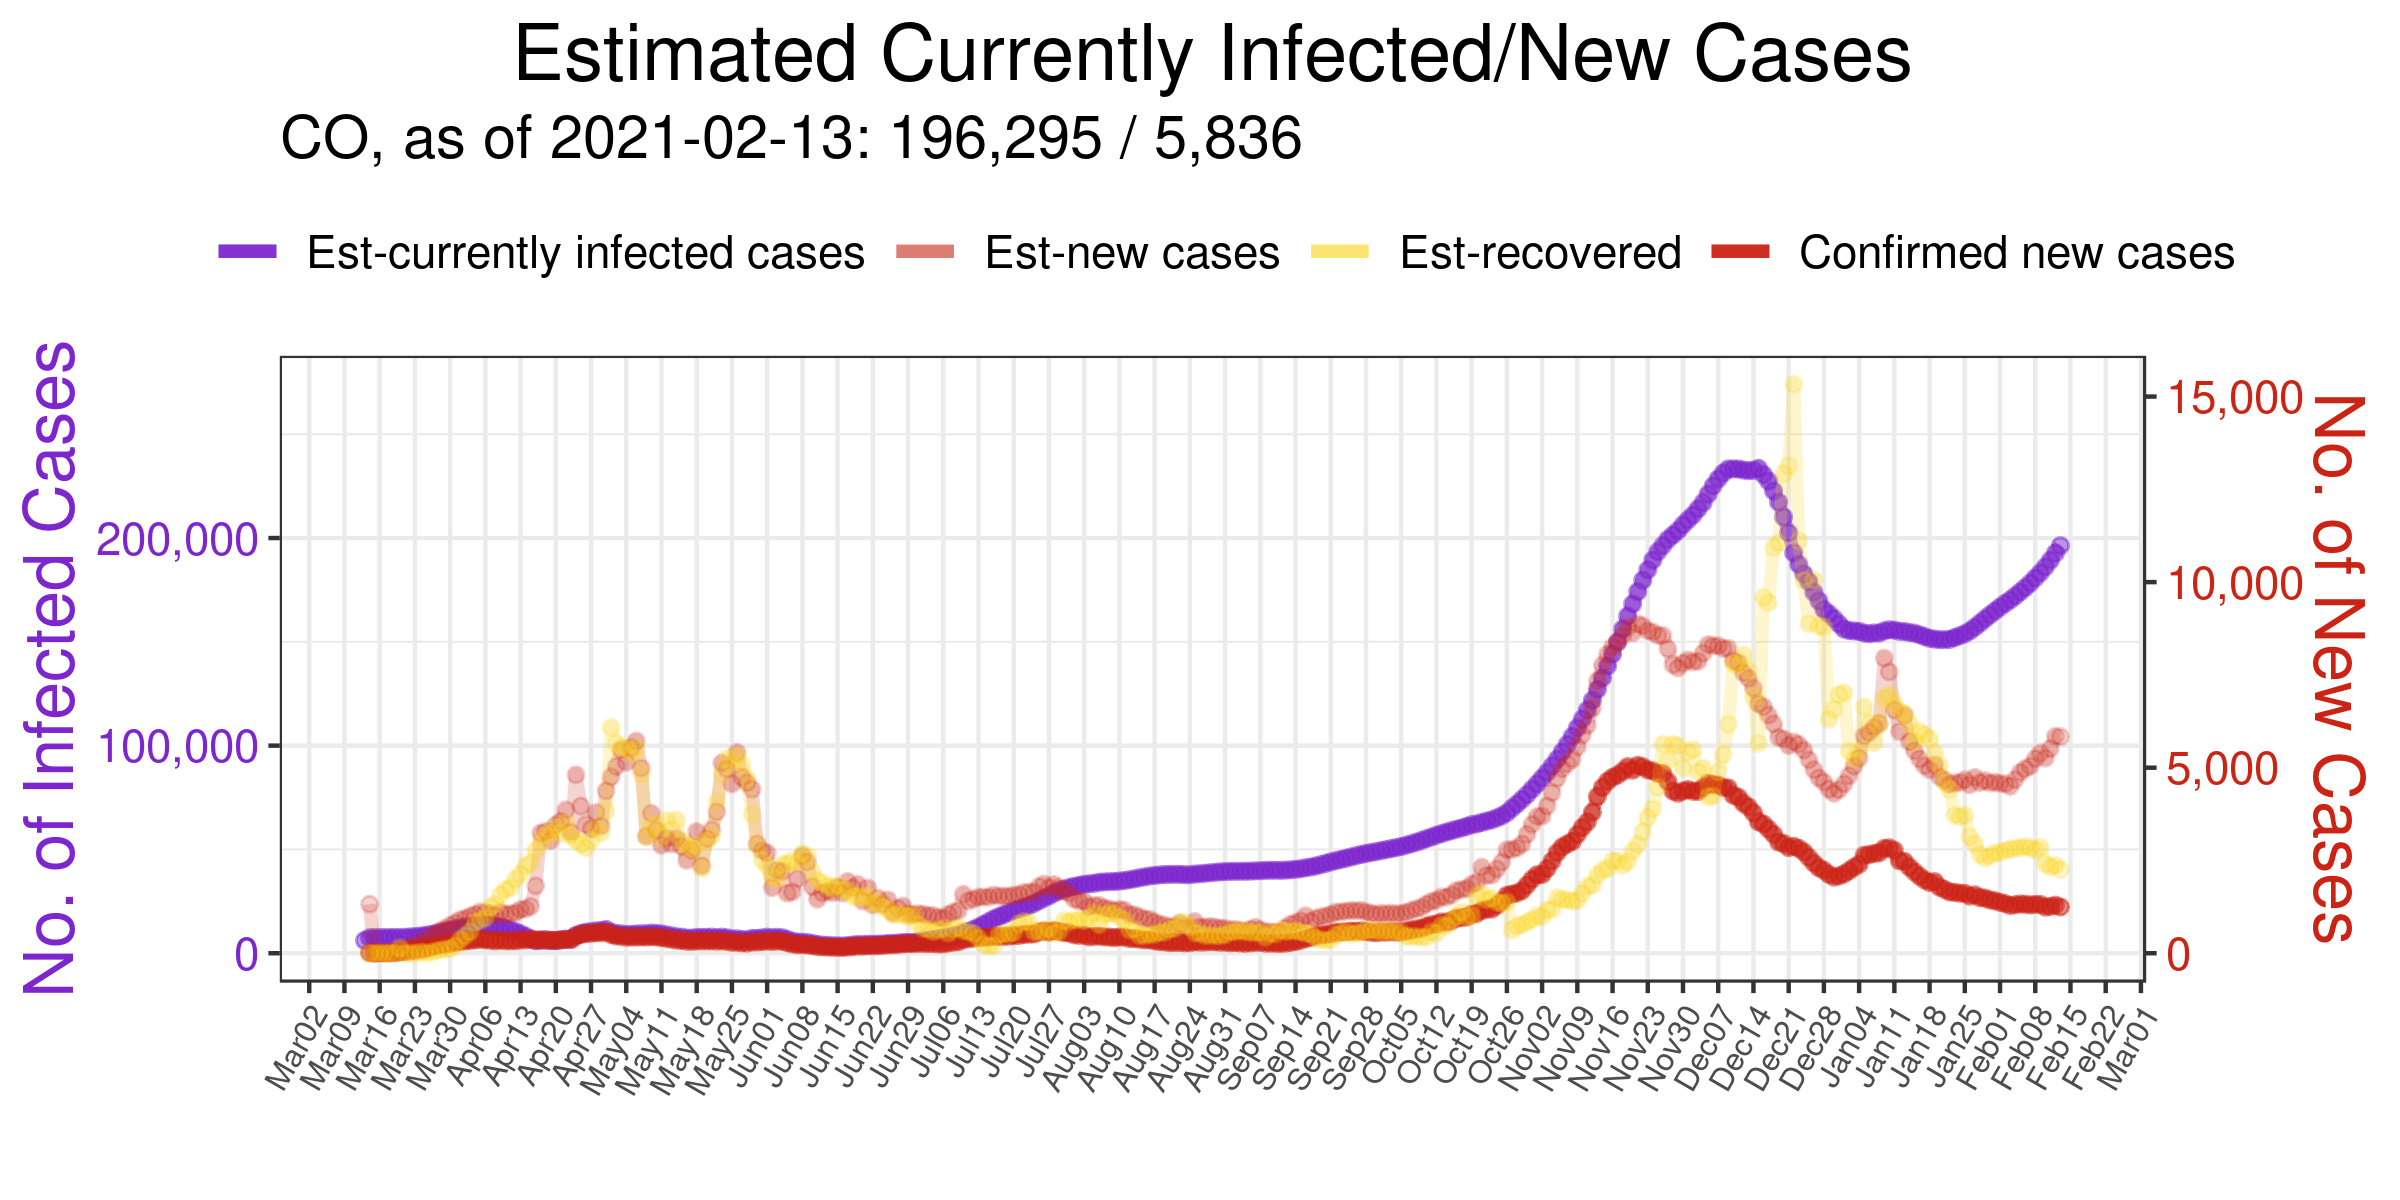 Estimated Currently Infected/New Cases
CO, as of 2021-02-13: 196,295 / 5,836
Est-currently infected cases
Est-new cases
Est-recovered
Confirmed new cases
No. of Infected Cases
200,000
100,000
0
15,000
10,000
5,000
0
No. of New Cases
Mar02
Mar09
Mar16
Mar23
Mar30
Apr06
Apr13
Apr20
Apr27
May04
May11
May18
May25
Jun01
Jun08
Jun15
Jun22
Jun29
Jul06
Jul13
Jul20
Jul27
Aug03
Aug10
Aug17
Aug24
Aug31
Sep07
Sep14
Sep21
Sep28
Oct05
Oct12
Oct19
Oct26
Nov02
Nov09
Nov16
Nov23
Nov30
Dec07
Dec14
Dec21
Dec28
Jan04
Jan11
Jan18
Jan25
Feb01
Feb08
Feb15
Feb22
Mar01